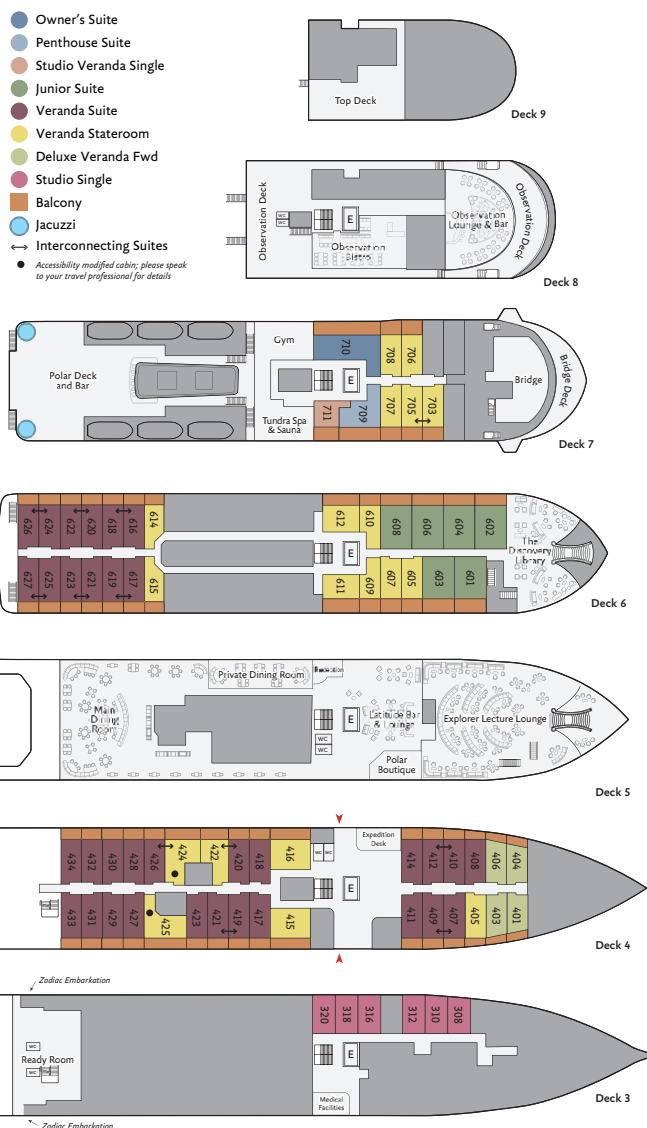 Owner's Suite
Penthouse Suite
Studio Veranda Single
Junior Suite
Veranda Suite
Veranda Stateroom
Deluxe Veranda Fwd
Studio Single
Balcony
Jacuzzi
Interconnecting Suites
Accessibility modified cabin; please speak
to your travel professional for details
Top Deck
Deck 9
Observation Deck
WC
WC
E
Observation
Bistro
Observation
Lounge & Bar
Observation Deck
Deck 8
Polar Deck
and Bar
Gym
Tundra Spa
& Sauna
710
708
706
E
711
709
707
705
703
Bridge
Bridge Deck
Deck 7
626
624
622
620
618
616
614
612
610
608
606
604
602
E
The
Discovery
Library
627
625
623
621
619
617
615
611
609
607
605
603
601
Deck 6
Private Dining Room
Reception
Main
Dining
Room
E
WC
WC
Latitude Bar
& Lounge
Explorer Lecture Lounge
Polar
Boutique
Deck 5
Expedition
Desk
434
432
430
428
426
424
422
420
418
416
WC
WC
414
412
410
408
406
404
E
433
431
429
427
425
423
421
419
417
415
411
409
407
405
403
401
Deck 4
Zodiac Embarkation
320
318
316
312
310
308
WC
Ready Room
WC
E
Medical
Facilities
Deck 3
Zodiac Embarkation